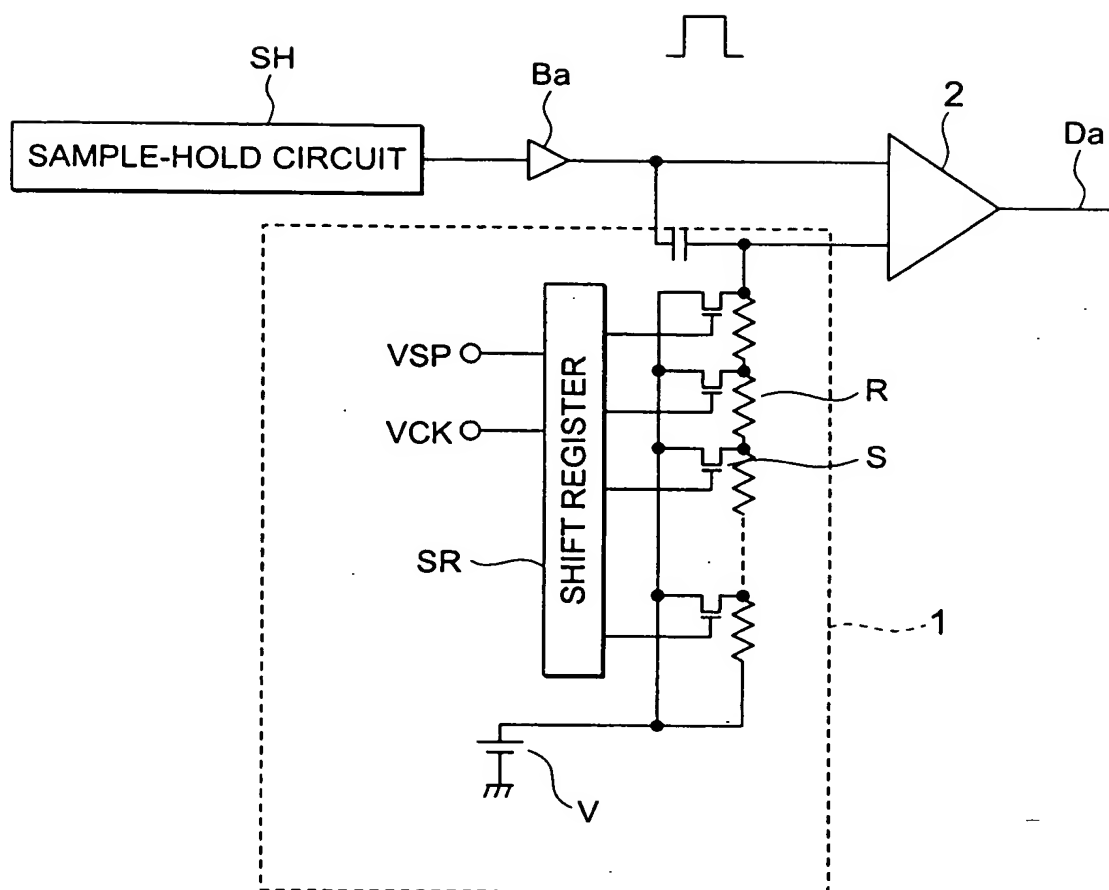 SH
Ba
2
Da
SAMPLE-HOLD CIRCUIT
VSP
VCK
SHIFT REGISTER
R
S
SR
1
V